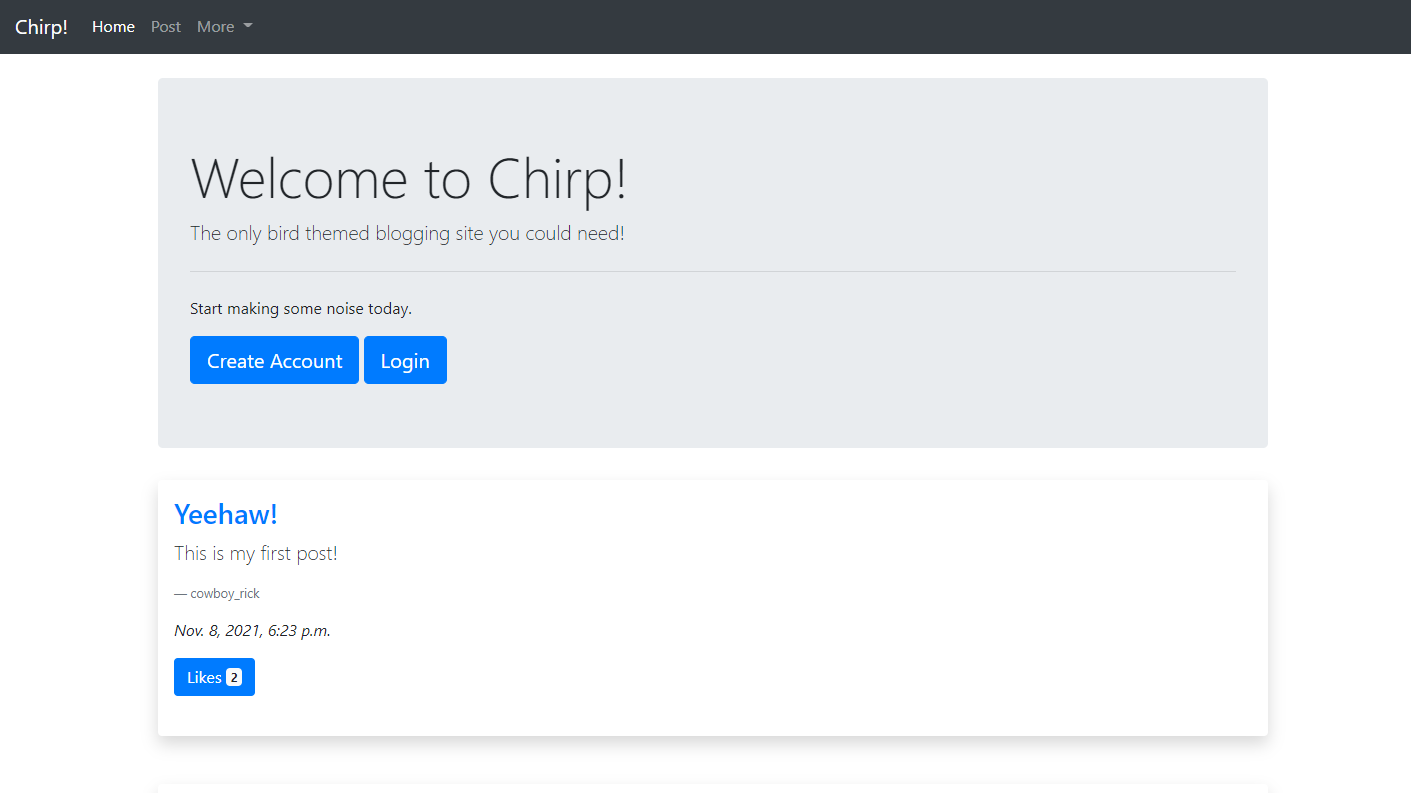 Chirp! Home Post More
Welcome to Chirp!
The only bird themed blogging site you could need!
Start making some noise today.
Create Account Login
Yeehaw!
This is my first post!
— cowboy_rick
Nov. 8, 2021, 6:23 p.m.
Likes 2